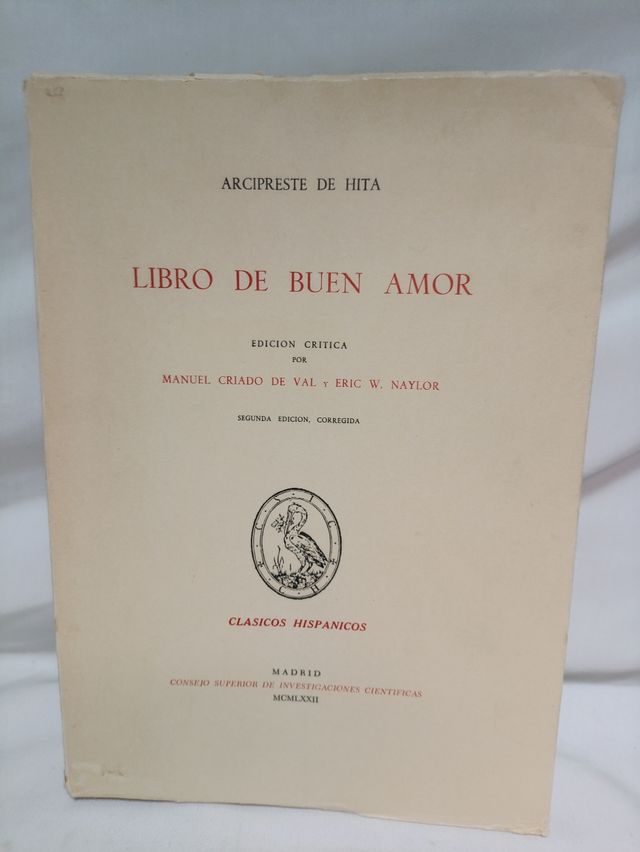 ARCIPRESTE DE HITA
LIBRO DE BUEN AMOR
EDICION CRITICA
POR
MANUEL CRIADO DE VAL Y ERIC W. NAYLOR
SEGUNDA EDICION, CORREGIDA
C. S. I. C.
C. H.
CLASICOS HISPANICOS
MADRID
CONSEJO SUPERIOR DE INVESTIGACIONES CIENTIFICAS
MCMLXXII